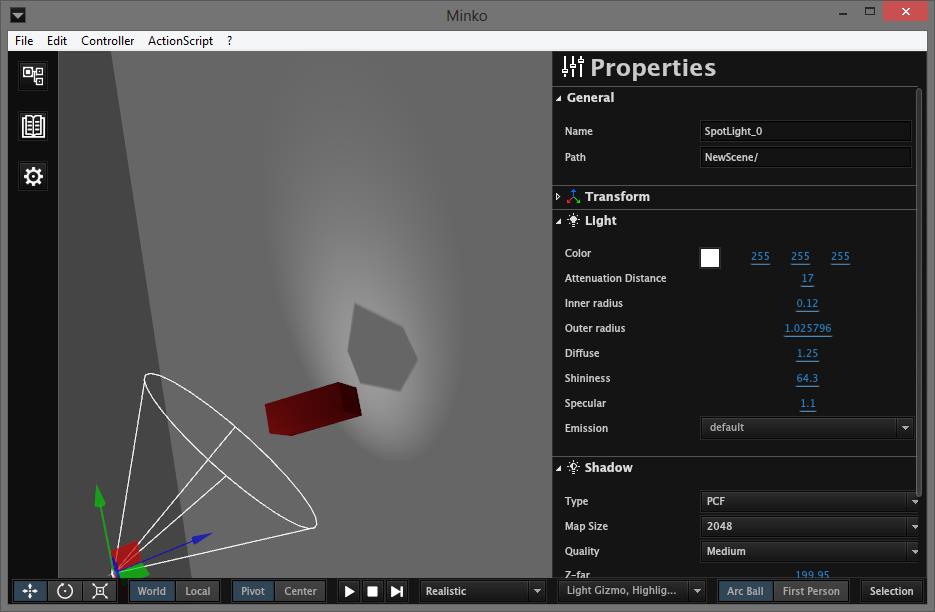 Minko
File Edit Controller ActionScript ?
Properties
General
Name SpotLight_0
Path NewScene/
Transform
Light
Color 255 255 255
Attenuation Distance 17
Inner radius 0.12
Outer radius 1.025796
Diffuse 1.25
Shininess 64.3
Specular 1.1
Emission default
Shadow
Type PCF
Map Size 2048
Quality Medium
Z-far 199.95
World Local Pivot Center Realistic Light Gizmo, Highlig... Arc Ball First Person Selection